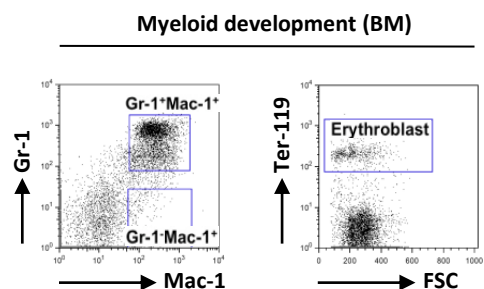 Myeloid development (BM)
Gr-1
10⁴
10³
10²
10¹
10⁰
Gr-1⁺Mac-1⁺
Gr-1⁻Mac-1⁺
10⁰ 10¹ 10² 10³ 10⁴
Mac-1
Ter-119
10⁴
10³
10²
10¹
10⁰
Erythroblast
0 200 400 600 800 1000
FSC